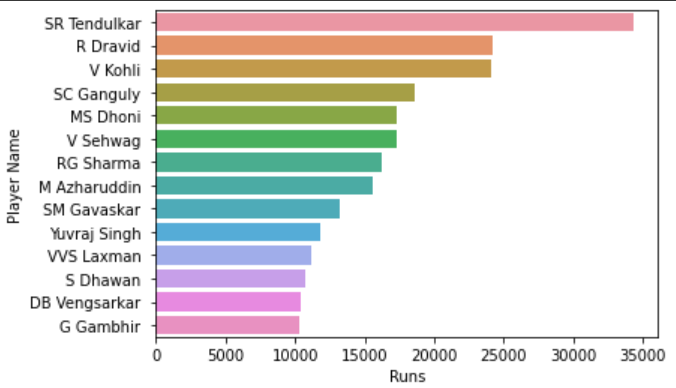 SR Tendulkar
R Dravid
V Kohli
SC Ganguly
MS Dhoni
V Sehwag
RG Sharma
M Azharuddin
SM Gavaskar
Yuvraj Singh
VVS Laxman
S Dhawan
DB Vengsarkar
G Gambhir
Player Name
0 5000 10000 15000 20000 25000 30000 35000
Runs